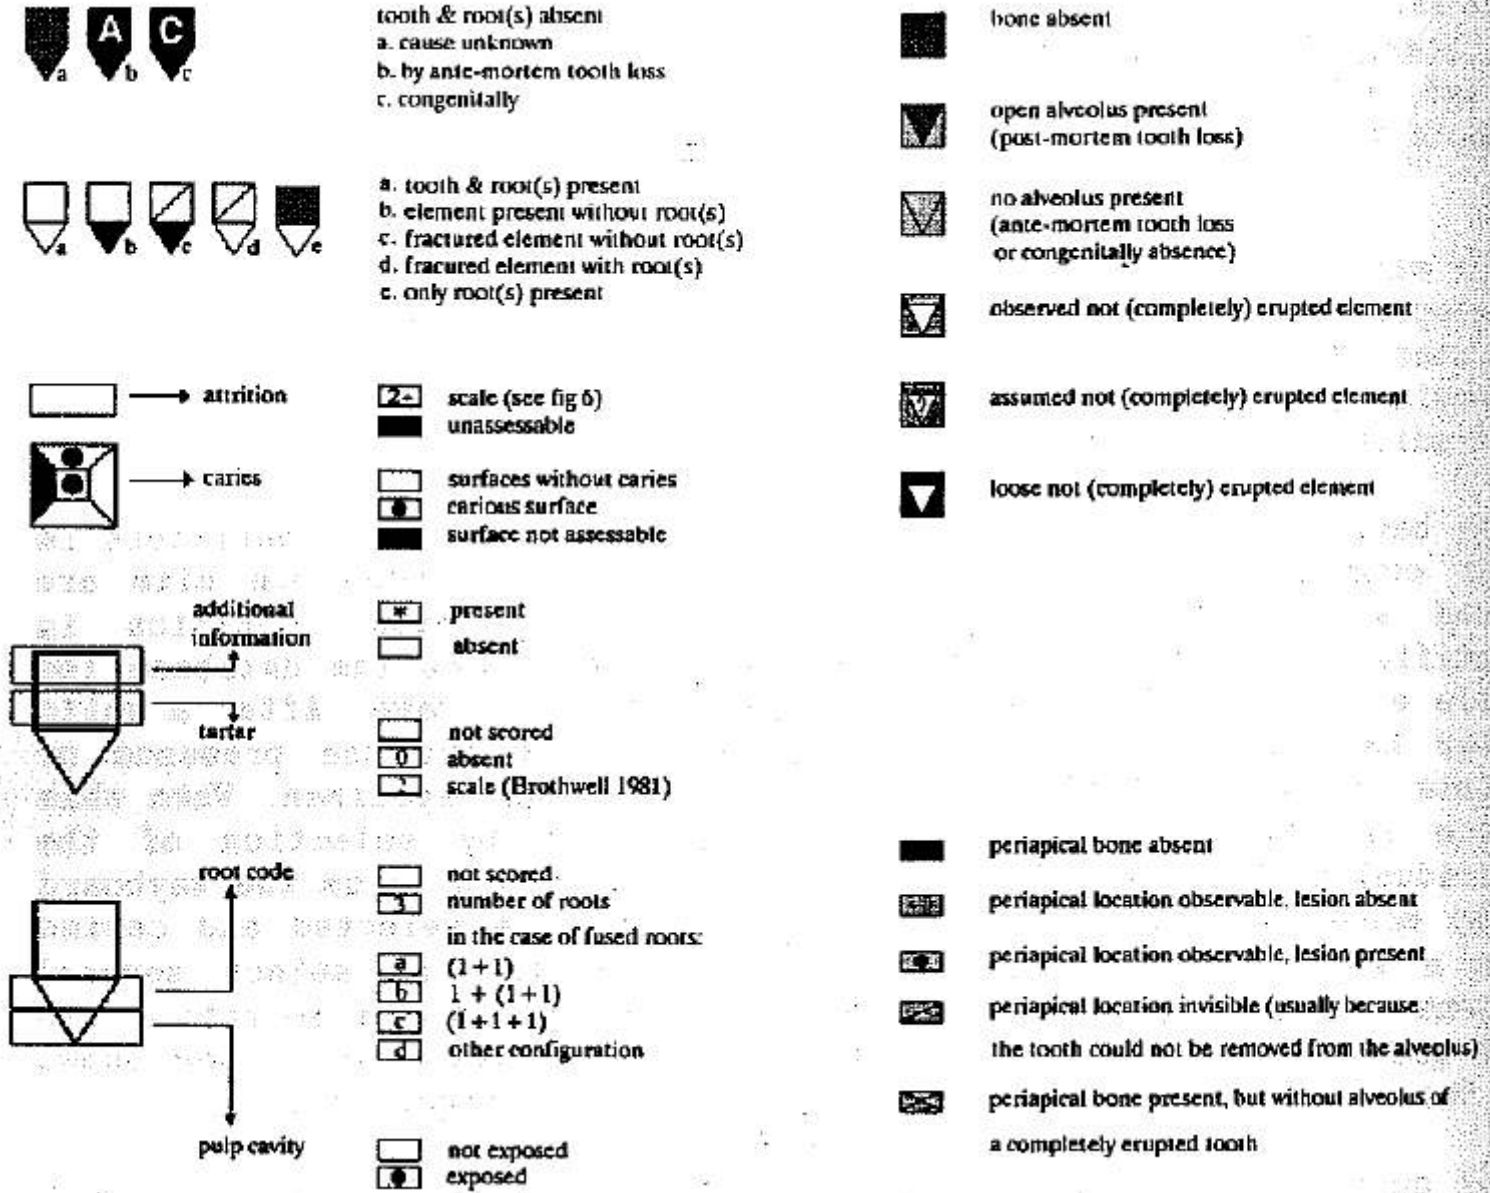 A C
a b c
tooth & root(s) absent
a. cause unknown
b. by ante-mortem tooth loss
c. congenitally
a b c d e
a. tooth & root(s) present
b. element present without root(s)
c. fractured element without root(s)
d. fracured element with root(s)
e. only root(s) present
attrition
scale (see fig 6)
unassessable
caries
surfaces without caries
carious surface
surface not assessable
additional
information
* present
absent
tartar
not scored
0 absent
scale (Brothwell 1981)
root code
not scored
3 number of roots
in the case of fused roots:
a (1+1)
b 1 + (1+1)
c (1+1+1)
d other configuration
pulp cavity
not exposed
exposed
bone absent
open alveolus present
(post-mortem tooth loss)
no alveolus present
(ante-mortem tooth loss
or congenitally absence)
observed not (completely) erupted element
assumed not (completely) erupted element
loose not (completely) erupted element
periapical bone absent
periapical location observable, lesion absent
periapical location observable, lesion present
periapical location invisible (usually because
the tooth could not be removed from the alveolus)
periapical bone present, but without alveolus of
a completely erupted tooth